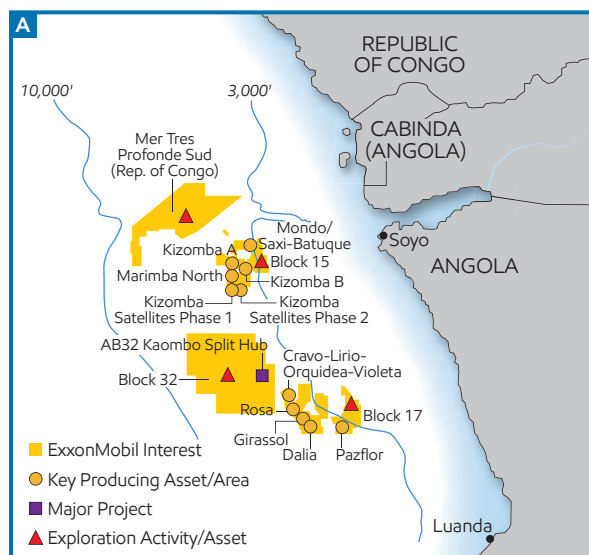 A
REPUBLIC
OF CONGO
10,000'
3,000'
CABINDA
(ANGOLA)
Mer Tres
Profonde Sud
(Rep. of Congo)
Mondo/
Saxi-Batuque
Soyo
Kizomba A
Block 15
ANGOLA
Marimba North
Kizomba B
Kizomba
Satellites Phase 1
Kizomba
Satellites Phase 2
AB32 Kaombo Split Hub
Cravo-Lirio-
Orquidea-Violeta
Block 32
Rosa
Block 17
Girassol
Dalia
Pazflor
ExxonMobil Interest
Key Producing Asset/Area
Major Project
Exploration Activity/Asset
Luanda